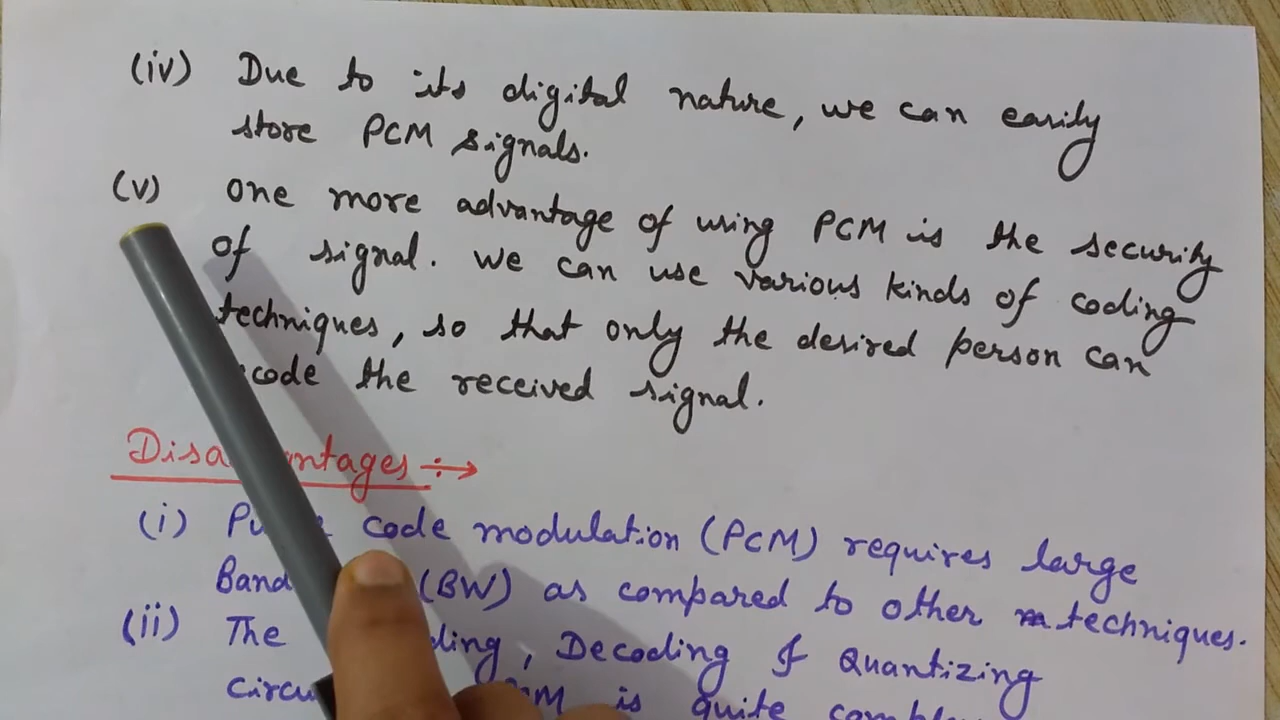 (iv) Due to its digital nature, we can easily
store PCM signals.
(v) One more advantage of using PCM is the security
of signal. We can use various kinds of coding
techniques, so that only the desired person can
code the received signal.
Disa ntages ÷→
(i) Pu code modulation (PCM) requires large
Band (BW) as compared to other m techniques.
(ii) The ding, Decoding & Quantizing
Circu PCM is quite